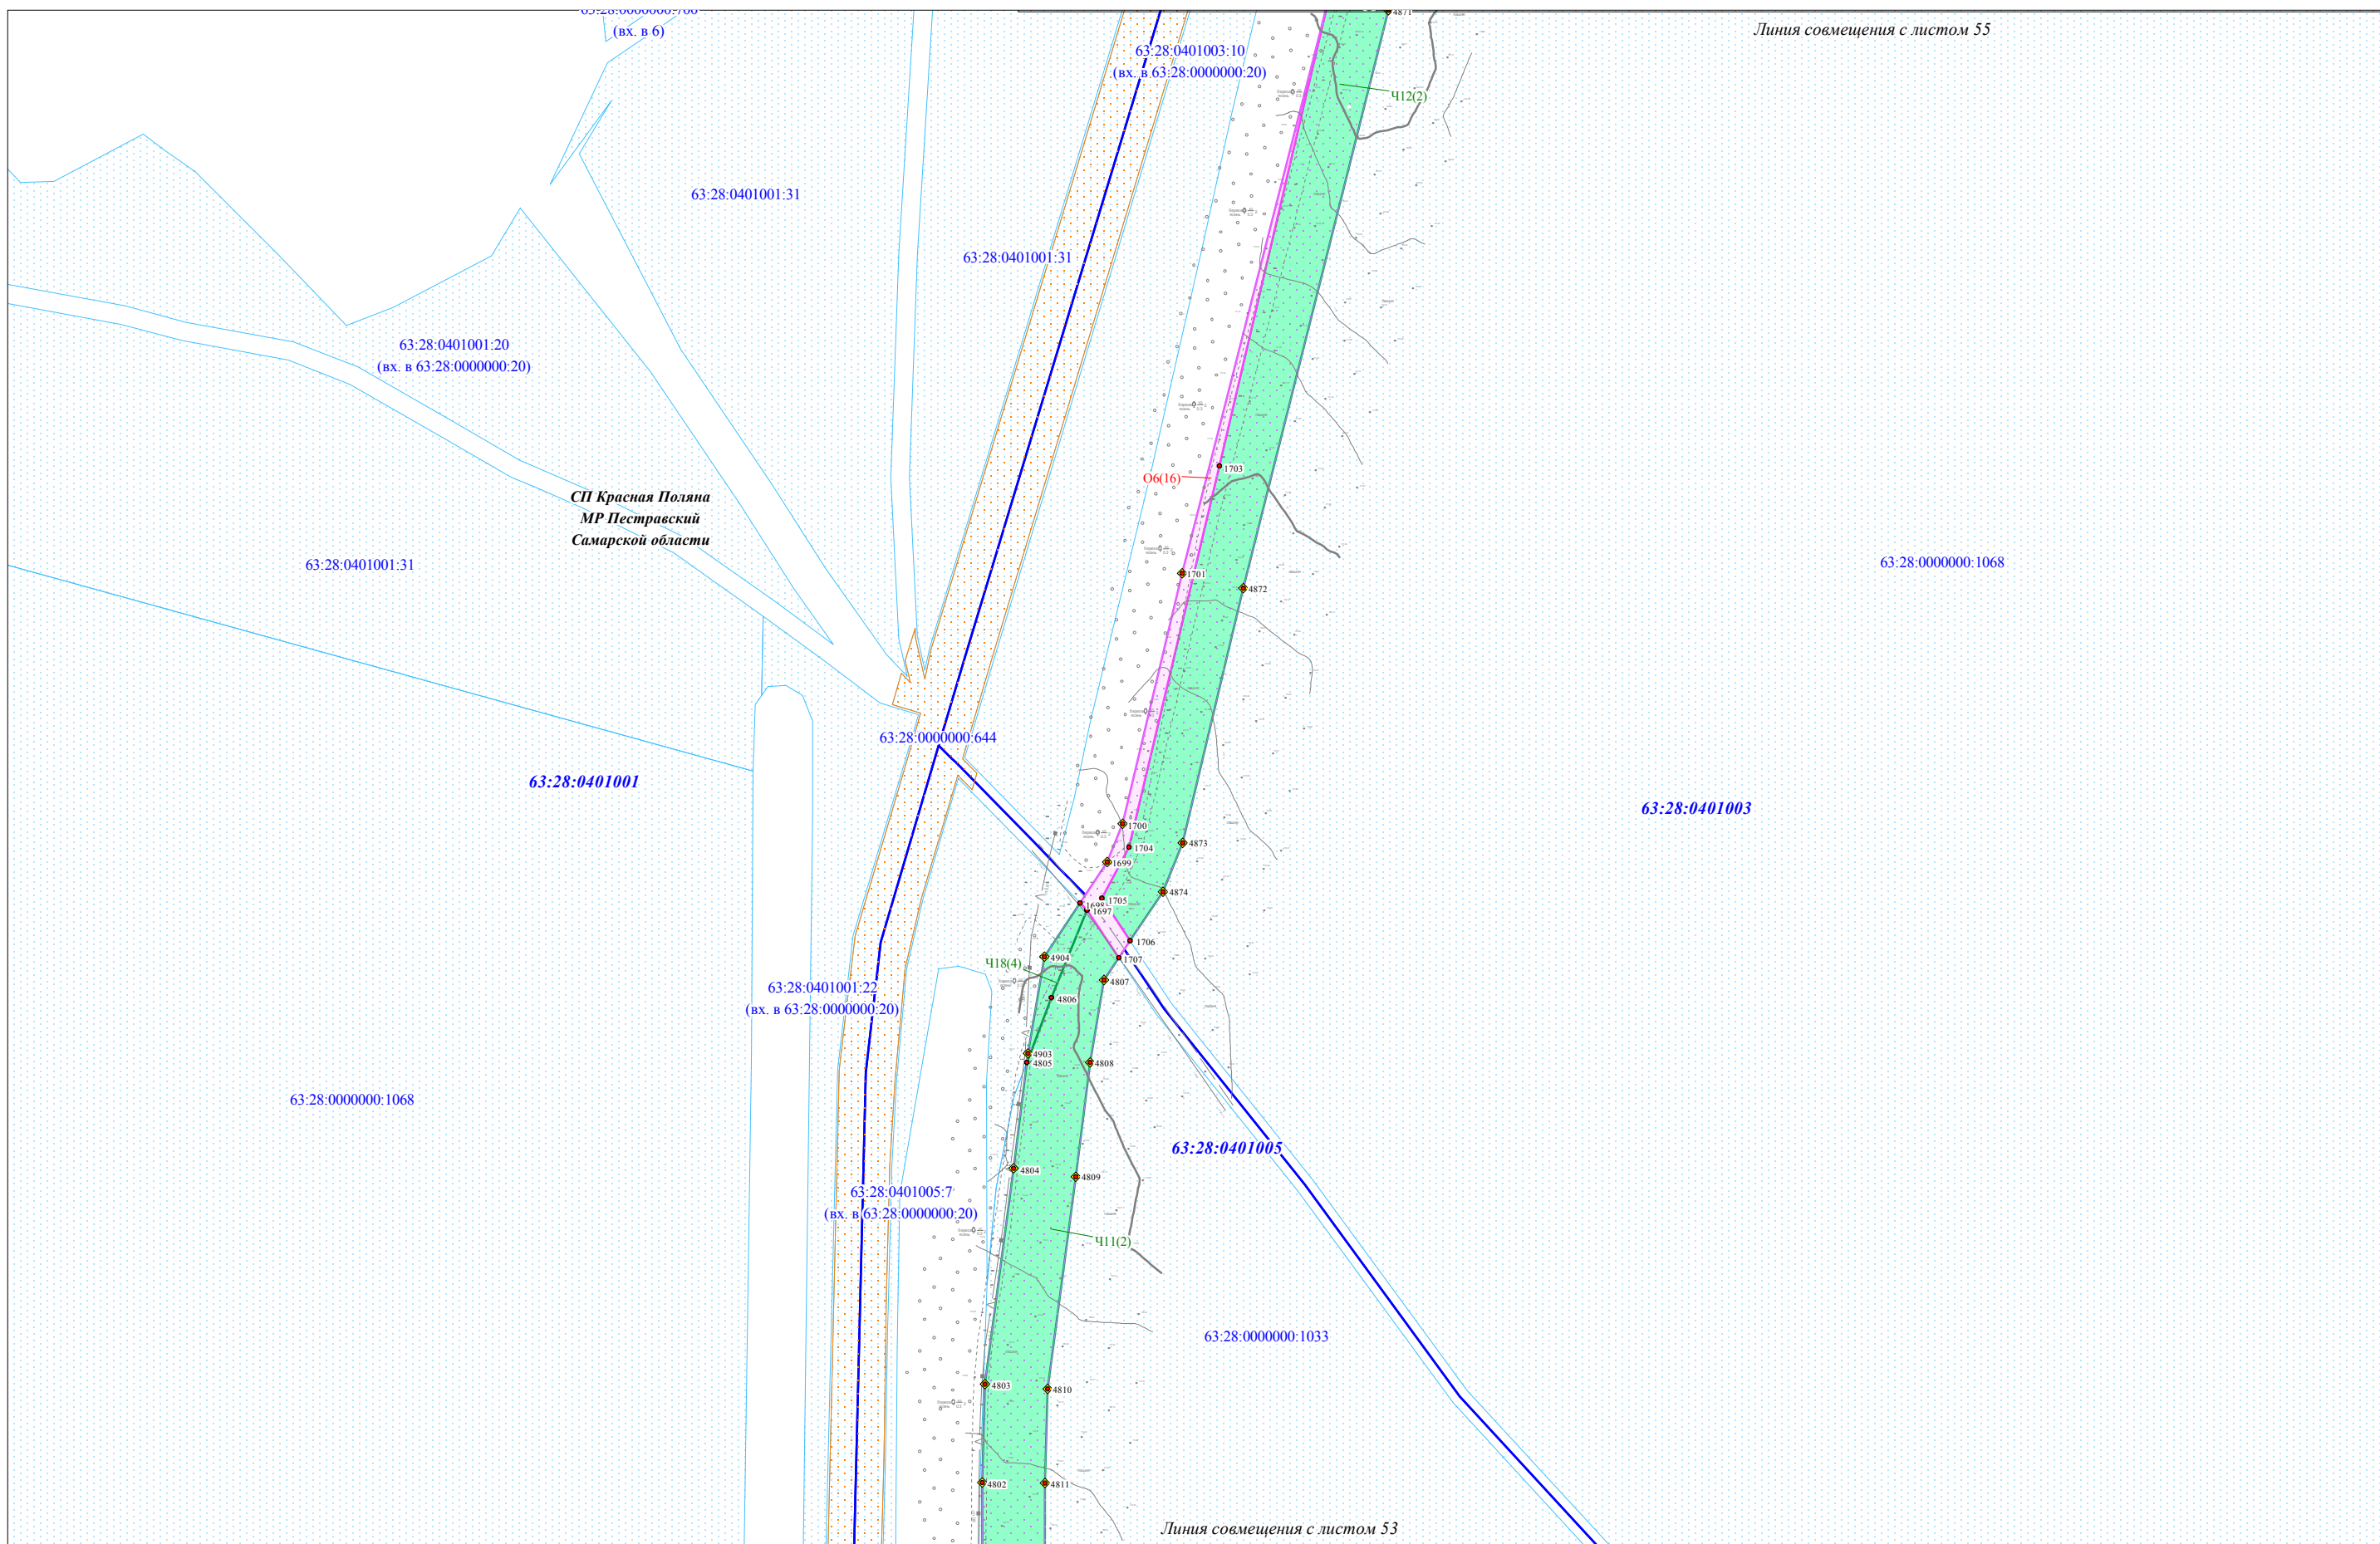 (вх. в 6)
4871
Линия совмещения с листом 55
63:28:0401003:10
(вх. в 63:28:0000000:20)
Ч12(2)
63:28:0401001:31
63:28:0401001:31
63:28:0401001:20
(вх. в 63:28:0000000:20)
1703
О6(16)
СП Красная Поляна
МР Пестравский
Самарской области
63:28:0401001:31
63:28:0000000:1068
1701
4872
63:28:0000000:644
63:28:0401001
63:28:0401003
1700
4873
1704
1699
4874
1705
1698
1697
1706
4904
1707
Ч18(4)
4807
63:28:0401001:22
(вх. в 63:28:0000000:20)
4806
4903
4805
4808
63:28:0000000:1068
63:28:0401005
4804
4809
63:28:0401005:7
(вх. в 63:28:0000000:20)
Ч11(2)
63:28:0000000:1033
4803
4810
4802
4811
Линия совмещения с листом 53